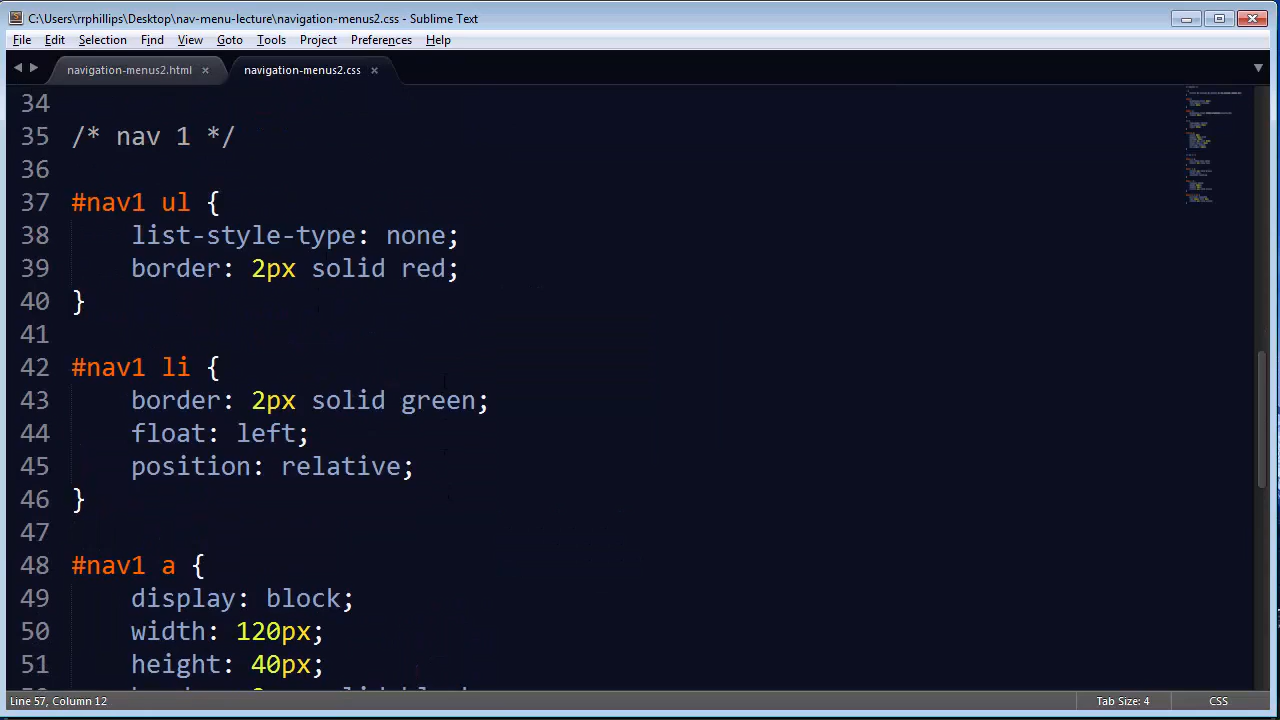 C:\Users\rrphillips\Desktop\nav-menu-lecture\navigation-menus2.css - Sublime Text
File Edit Selection Find View Goto Tools Project Preferences Help
navigation-menus2.html × navigation-menus2.css ×
34
35 /* nav 1 */
36
37 #nav1 ul {
38 list-style-type: none;
39 border: 2px solid red;
40 }
41
42 #nav1 li {
43 border: 2px solid green;
44 float: left;
45 position: relative;
46 }
47
48 #nav1 a {
49 display: block;
50 width: 120px;
51 height: 40px;
Line 57, Column 12 Tab Size: 4 CSS